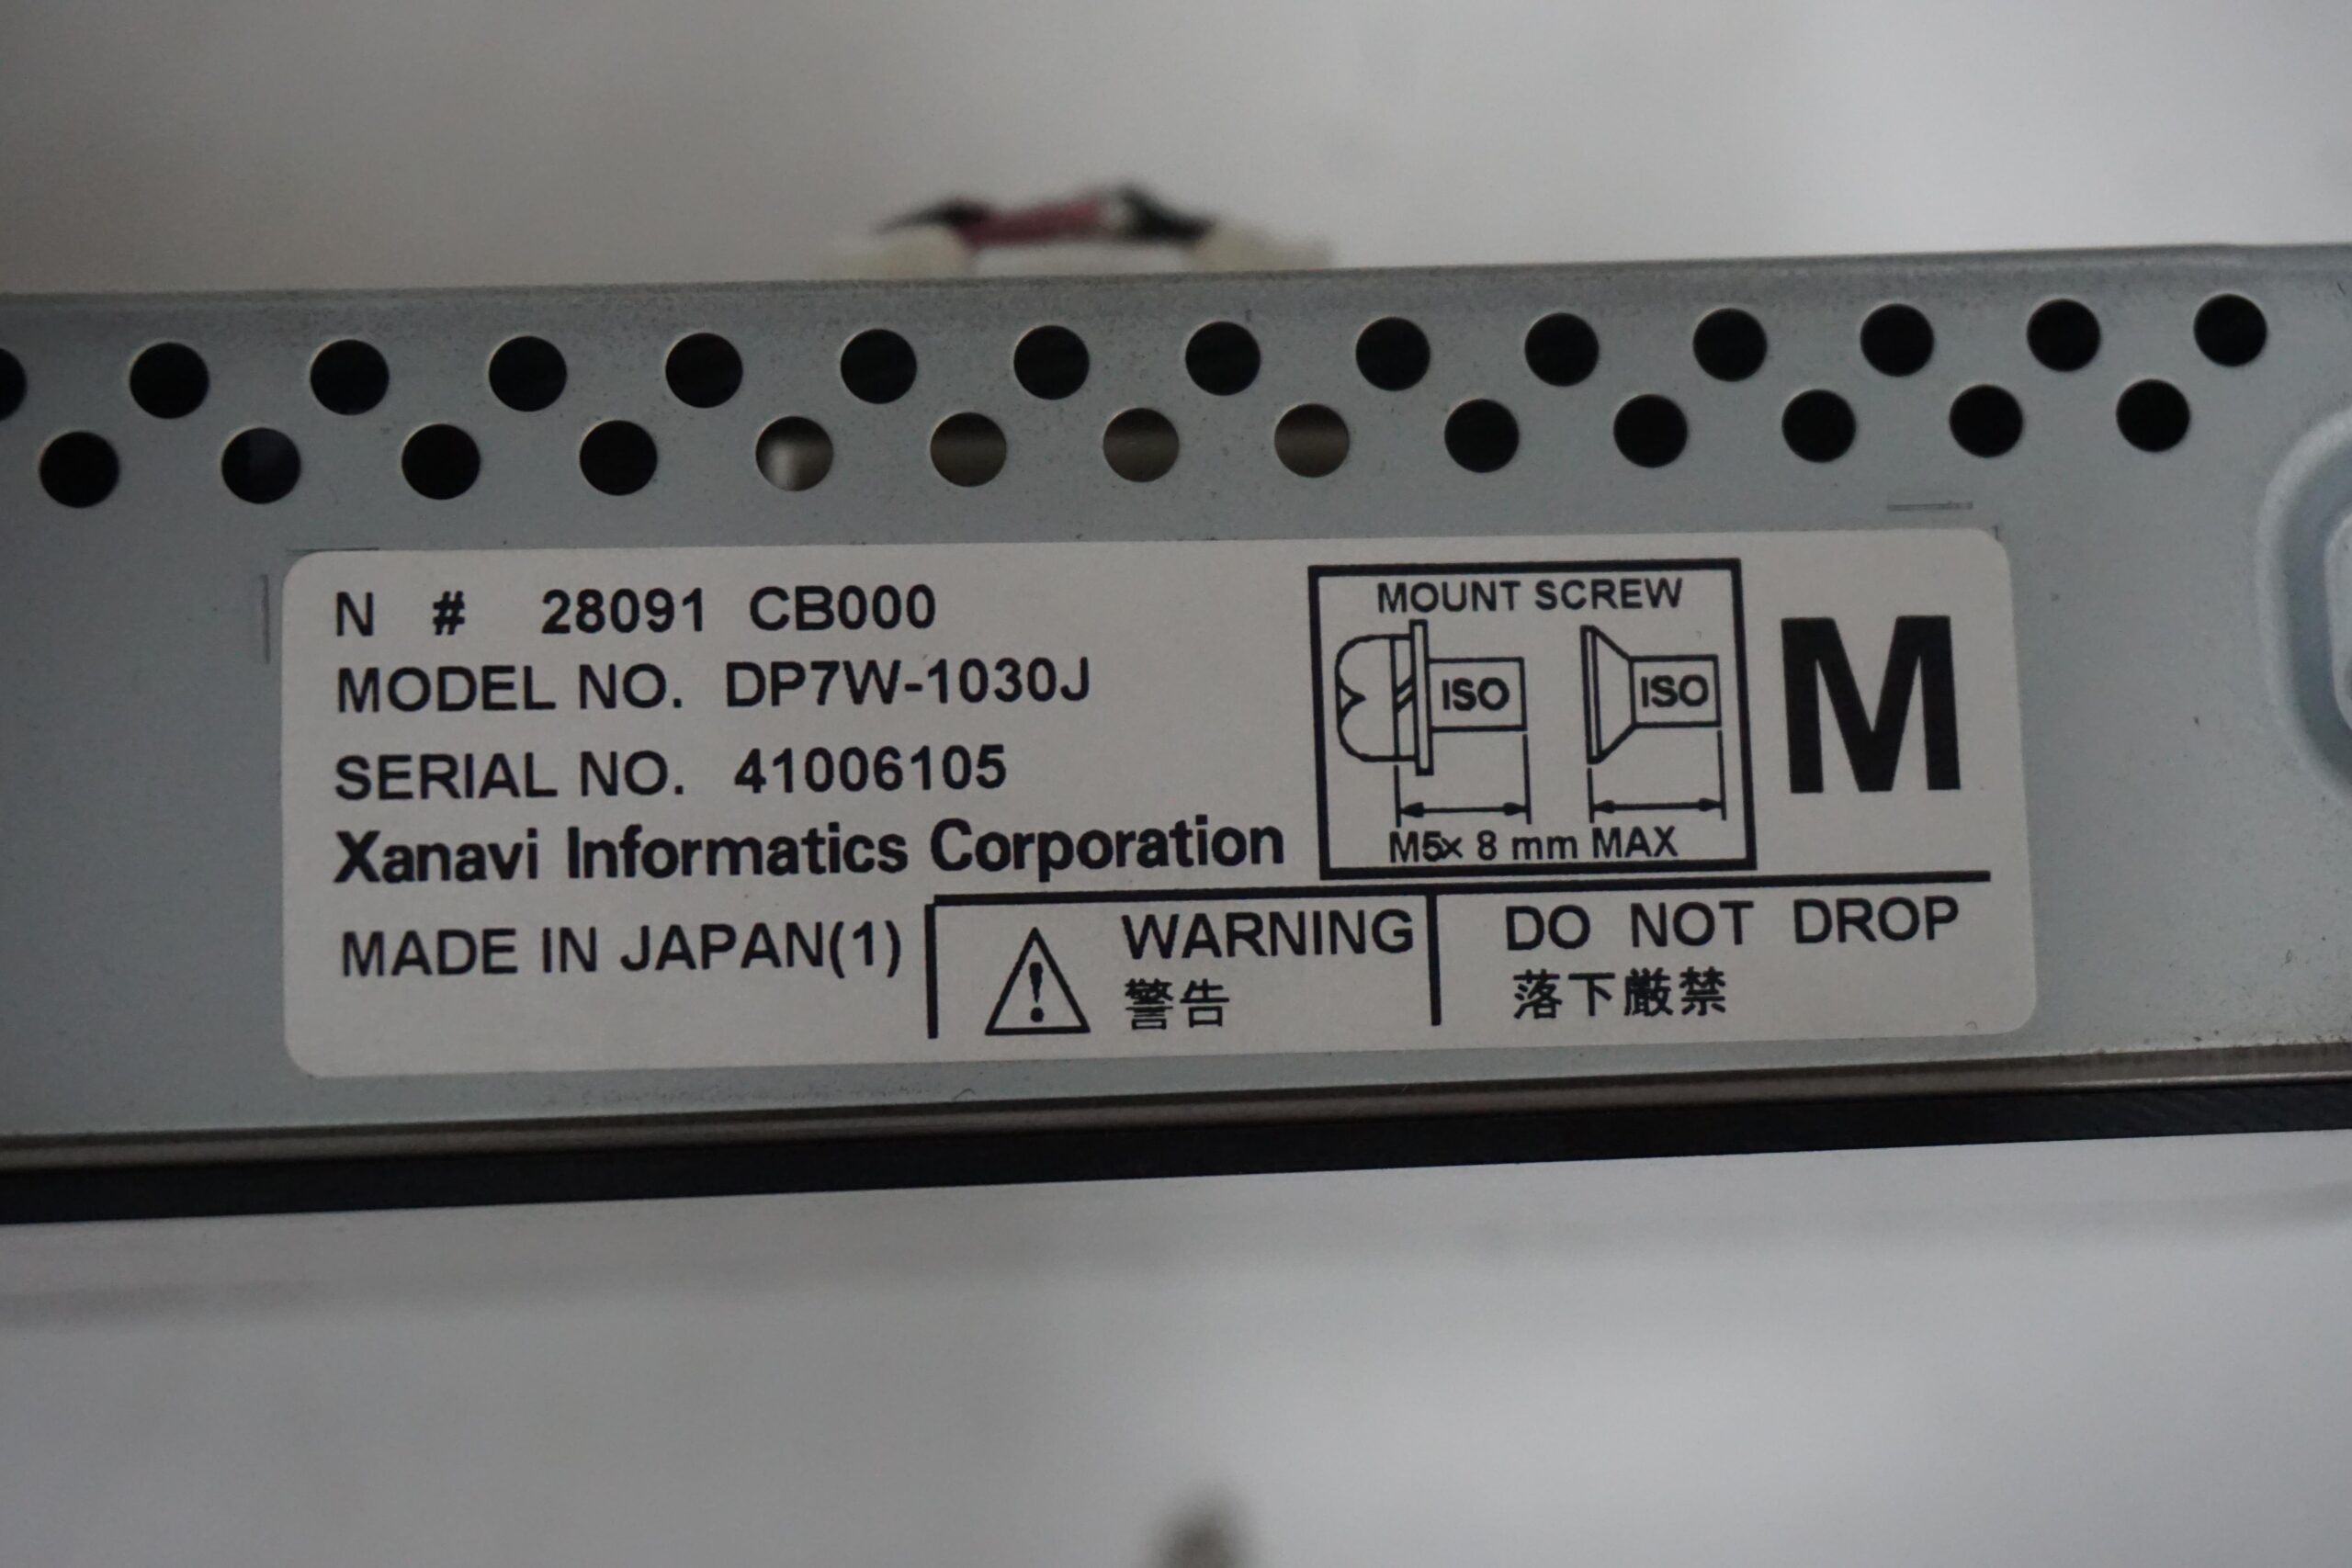 N # 28091 CB000
MODEL NO. DP7W-1030J
SERIAL NO. 41006105
Xanavi Informatics Corporation
MADE IN JAPAN(1)
MOUNT SCREW
ISO ISO
M5× 8 mm MAX
M
WARNING
警告
DO NOT DROP
落下厳禁